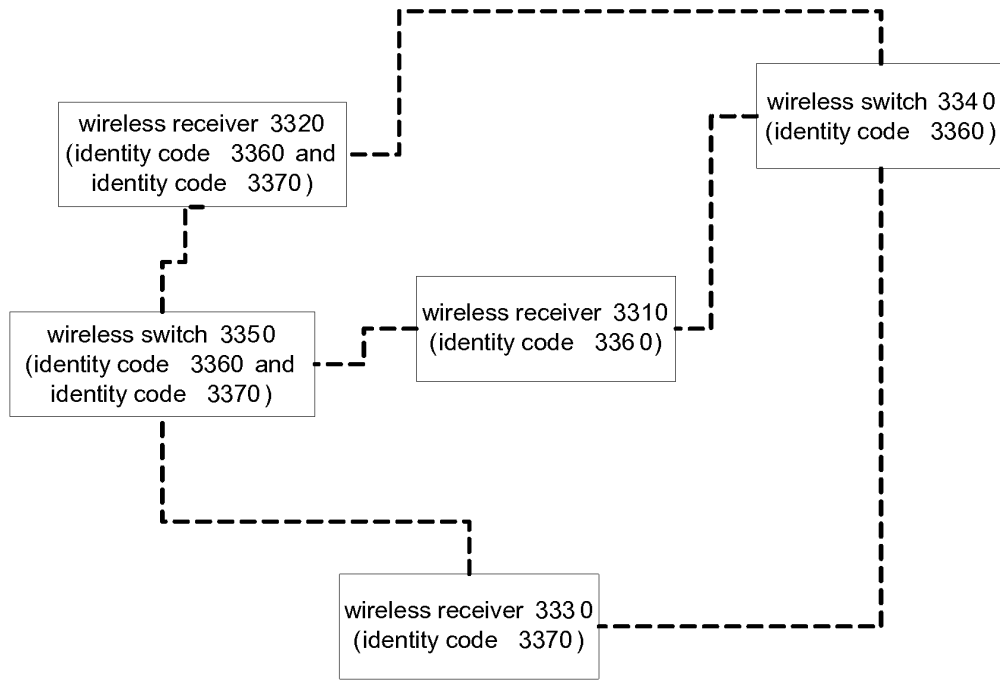 wireless switch 3340
(identity code 3360)
wireless receiver 3320
(identity code 3360 and
identity code 3370)
wireless receiver 3310
(identity code 3360)
wireless switch 3350
(identity code 3360 and
identity code 3370)
wireless receiver 3330
(identity code 3370)